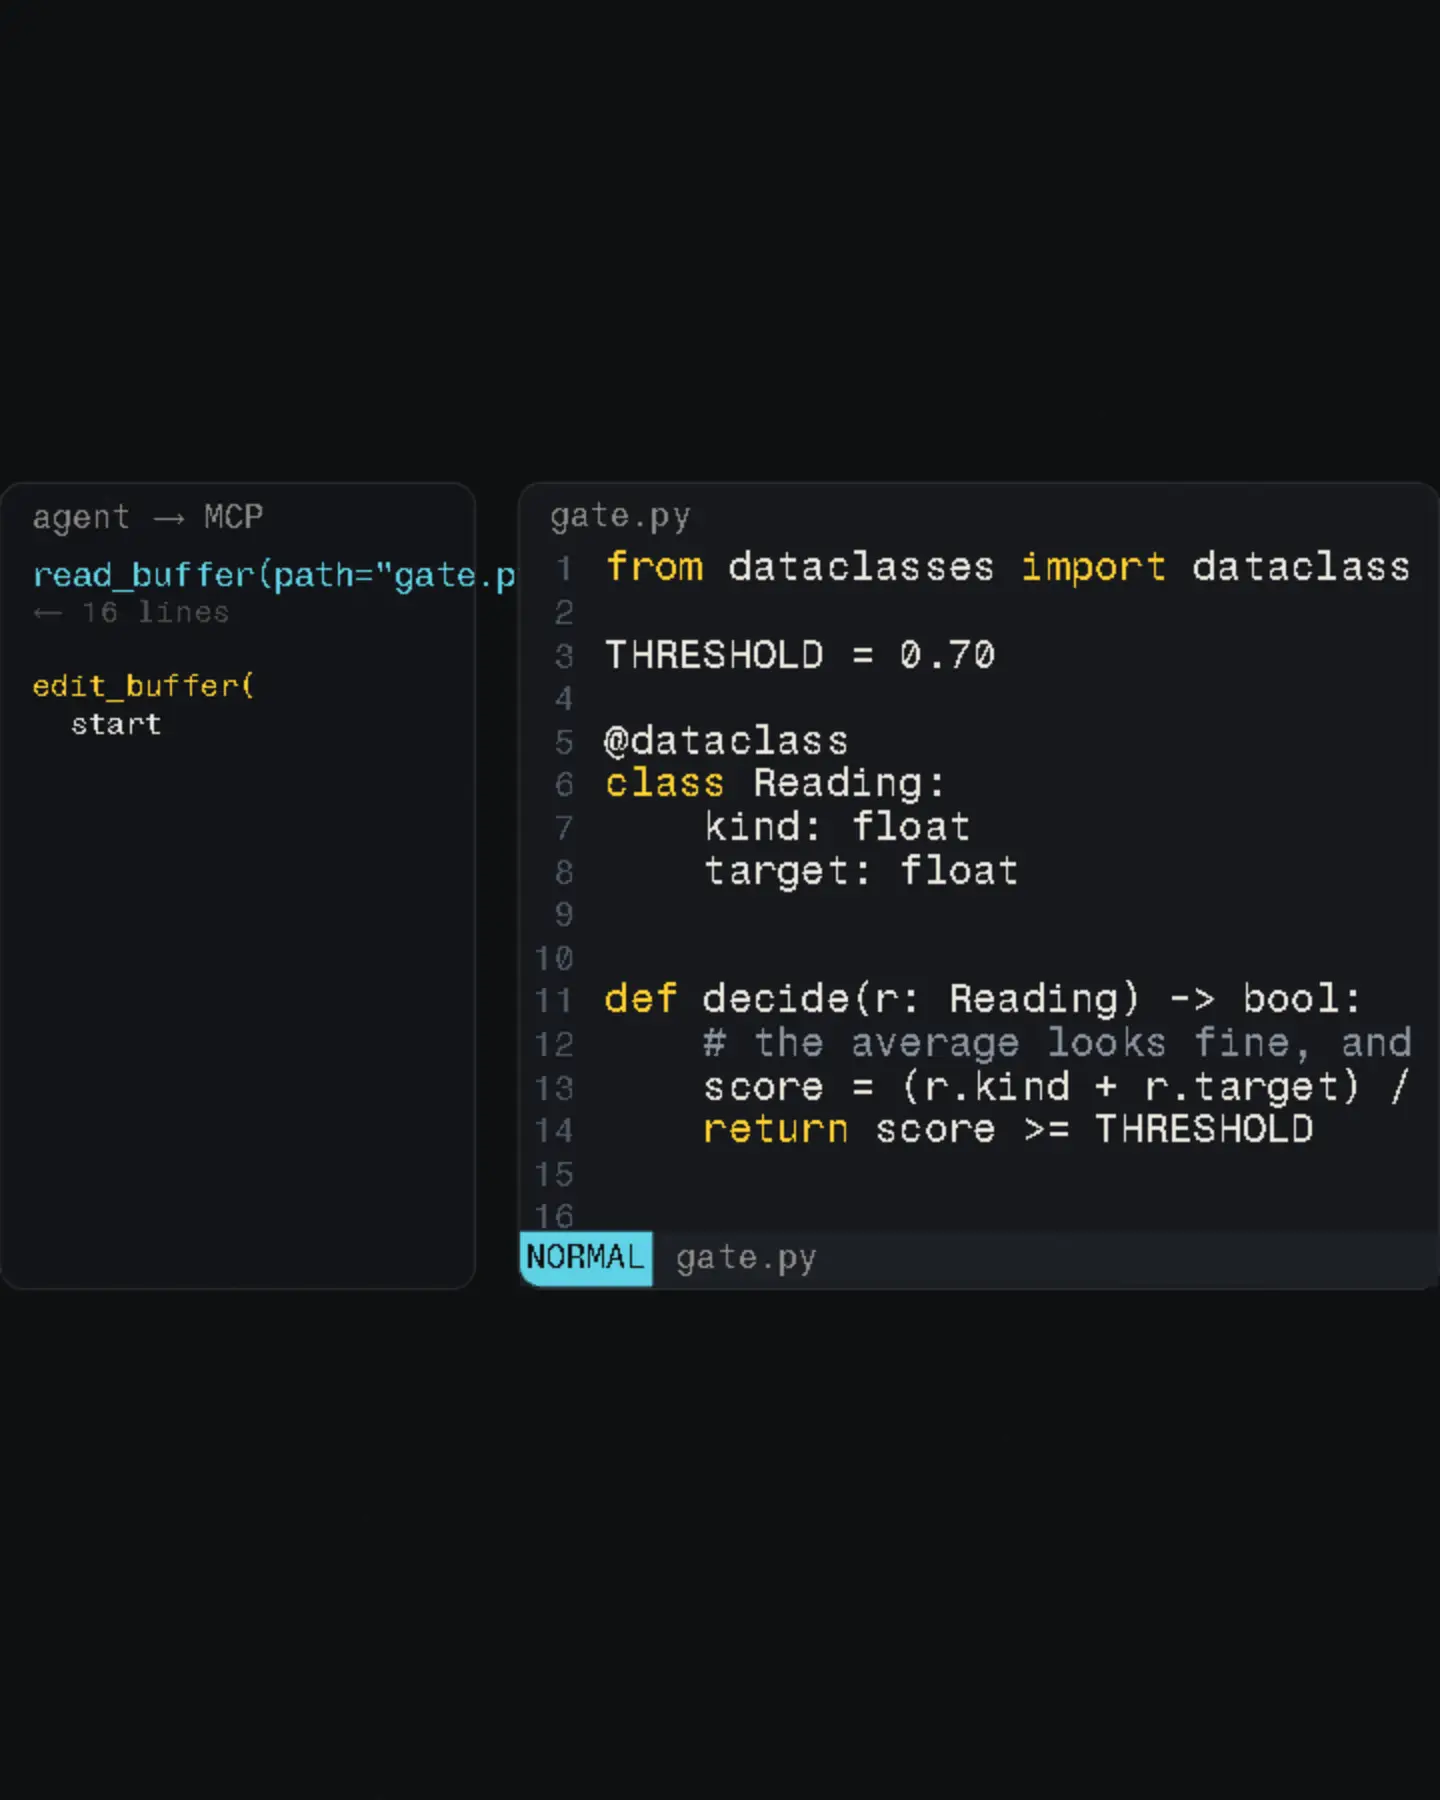 agent → MCP
read_buffer(path="gate.p
← 16 lines
edit_buffer(
start
gate.py
1 from dataclasses import dataclass
2
3 THRESHOLD = 0.70
4
5 @dataclass
6 class Reading:
7 kind: float
8 target: float
9
10
11 def decide(r: Reading) -> bool:
12 # the average looks fine, and
13 score = (r.kind + r.target) /
14 return score >= THRESHOLD
15
16
NORMAL gate.py